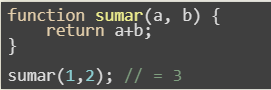 function sumar(a, b) {
    return a+b;
}

sumar(1,2); // = 3